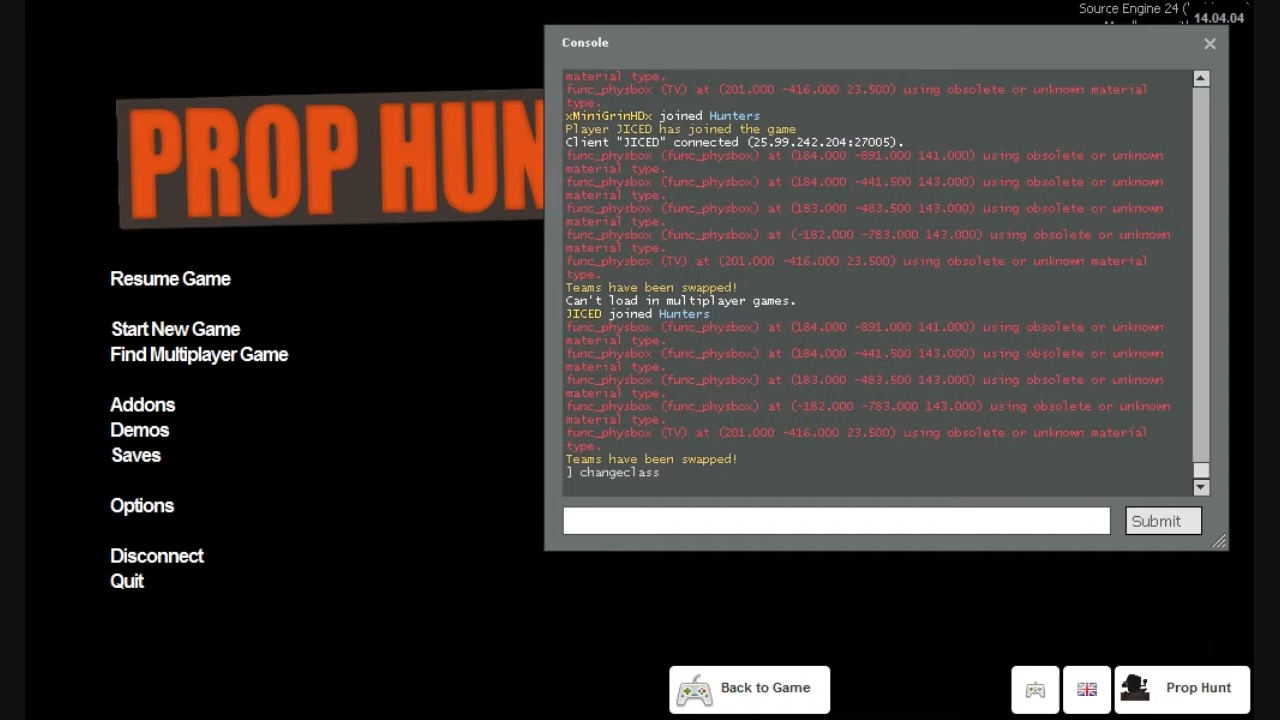 Source Engine 24 (
14.04.04
PROP HUN
Resume Game
Start New Game
Find Multiplayer Game
Addons
Demos
Saves
Options
Disconnect
Quit
Console
material type.
func_physbox (TV) at (201.000 -416.000 23.500) using obsolete or unknown material
type.
xMiniGrinHDx joined Hunters
Player JICED has joined the game
Client "JICED" connected (25.99.242.204:27005).
func_physbox (func_physbox) at (184.000 -891.000 141.000) using obsolete or unknown
material type.
func_physbox (func_physbox) at (184.000 -441.500 143.000) using obsolete or unknown
material type.
func_physbox (func_physbox) at (183.000 -483.500 143.000) using obsolete or unknown
material type.
func_physbox (func_physbox) at (-182.000 -783.000 143.000) using obsolete or unknown
material type.
func_physbox (TV) at (201.000 -416.000 23.500) using obsolete or unknown material
type.
Teams have been swapped!
Can't load in multiplayer games.
JICED joined Hunters
func_physbox (func_physbox) at (184.000 -891.000 141.000) using obsolete or unknown
material type.
func_physbox (func_physbox) at (184.000 -441.500 143.000) using obsolete or unknown
material type.
func_physbox (func_physbox) at (183.000 -483.500 143.000) using obsolete or unknown
material type.
func_physbox (func_physbox) at (-182.000 -783.000 143.000) using obsolete or unknown
material type.
func_physbox (TV) at (201.000 -416.000 23.500) using obsolete or unknown material
type.
Teams have been swapped!
] changeclass
Submit
Back to Game
Prop Hunt